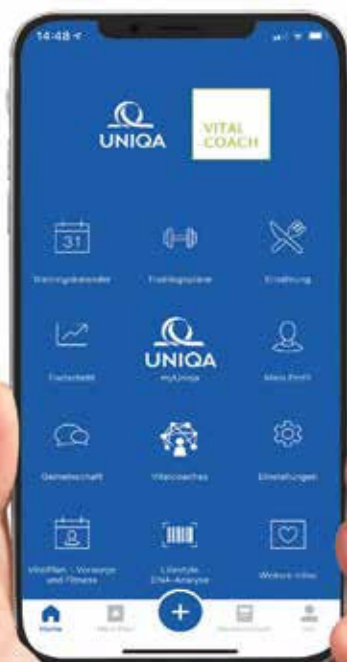 14:48
UNIQA
VITAL
COACH
31
Trainingskalender
Trainingspläne
Ernährung
Fortschritt
UNIQA
myUniqa
Mein Profil
Gemeinschaft
Vitalcoaches
Einstellungen
VitalPlan - Vorsorge
und Fitness
Lifestyle
DNA-Analyse
Weitere Infos
Home